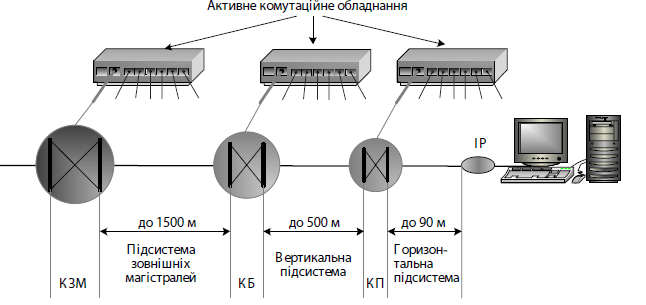 Активне комутаційне обладнання
ІР
до 1500 м
до 500 м
до 90 м
Підсистема
зовнішніх
магістралей
Вертикальна
підсистема
Горизон-
тальна
підсистема
КЗМ
КБ
КП